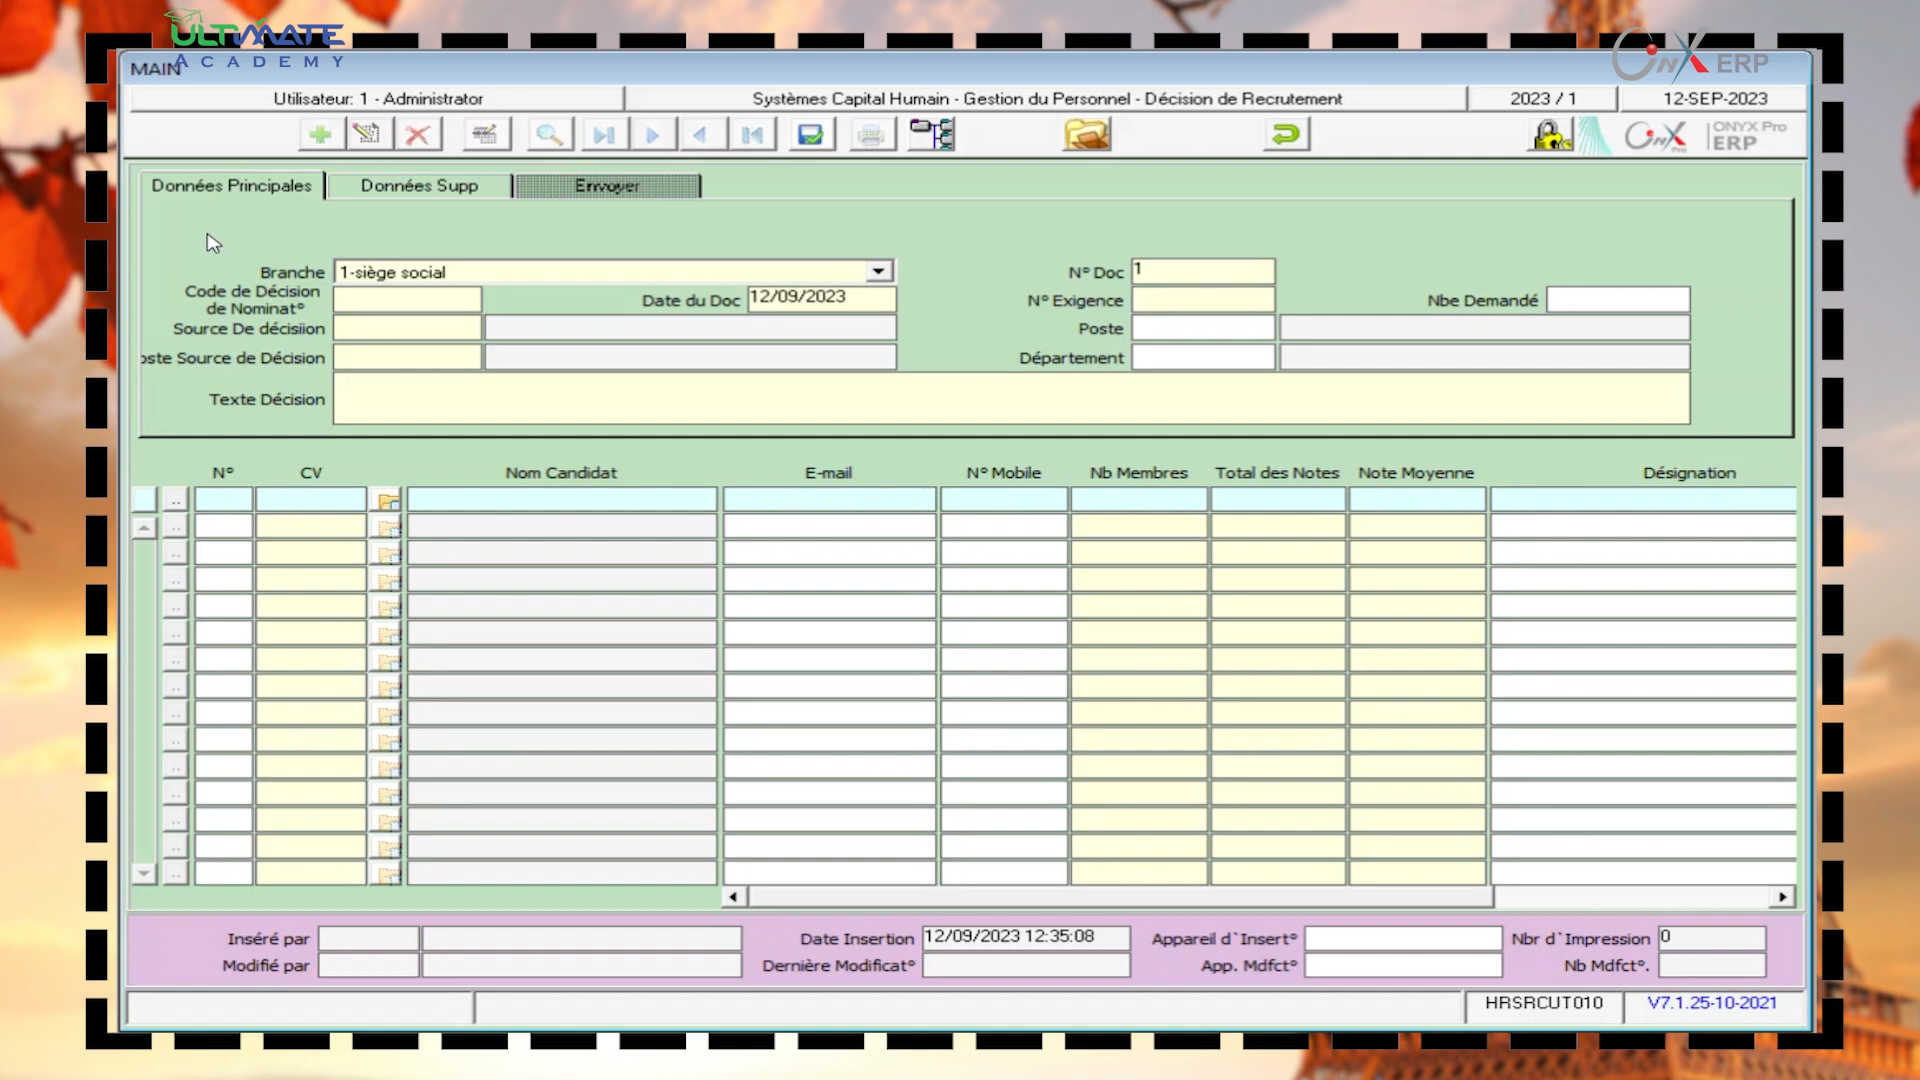 ULTIMATE
ACADEMY
ONX ERP
MAIN
Utilisateur: 1 - Administrator
Systèmes Capital Humain - Gestion du Personnel - Décision de Recrutement
2023 / 1
12-SEP-2023
ONX Pro
ONYX Pro
ERP
Données Principales
Données Supp
Envoyer
Branche
1-siège social
N° Doc
1
Code de Décision
de Nominat°
Date du Doc
12/09/2023
N° Exigence
Nbe Demandé
Source De décisiion
Poste
oste Source de Décision
Département
Texte Décision
N°
CV
Nom Candidat
E-mail
N° Mobile
Nb Membres
Total des Notes
Note Moyenne
Désignation
Inséré par
Date Insertion
12/09/2023 12:35:08
Appareil d`Insert°
Nbr d`Impression
0
Modifié par
Dernière Modificat°
App. Mdfct°
Nb Mdfct°.
HRSRCUT010
V7.1.25-10-2021